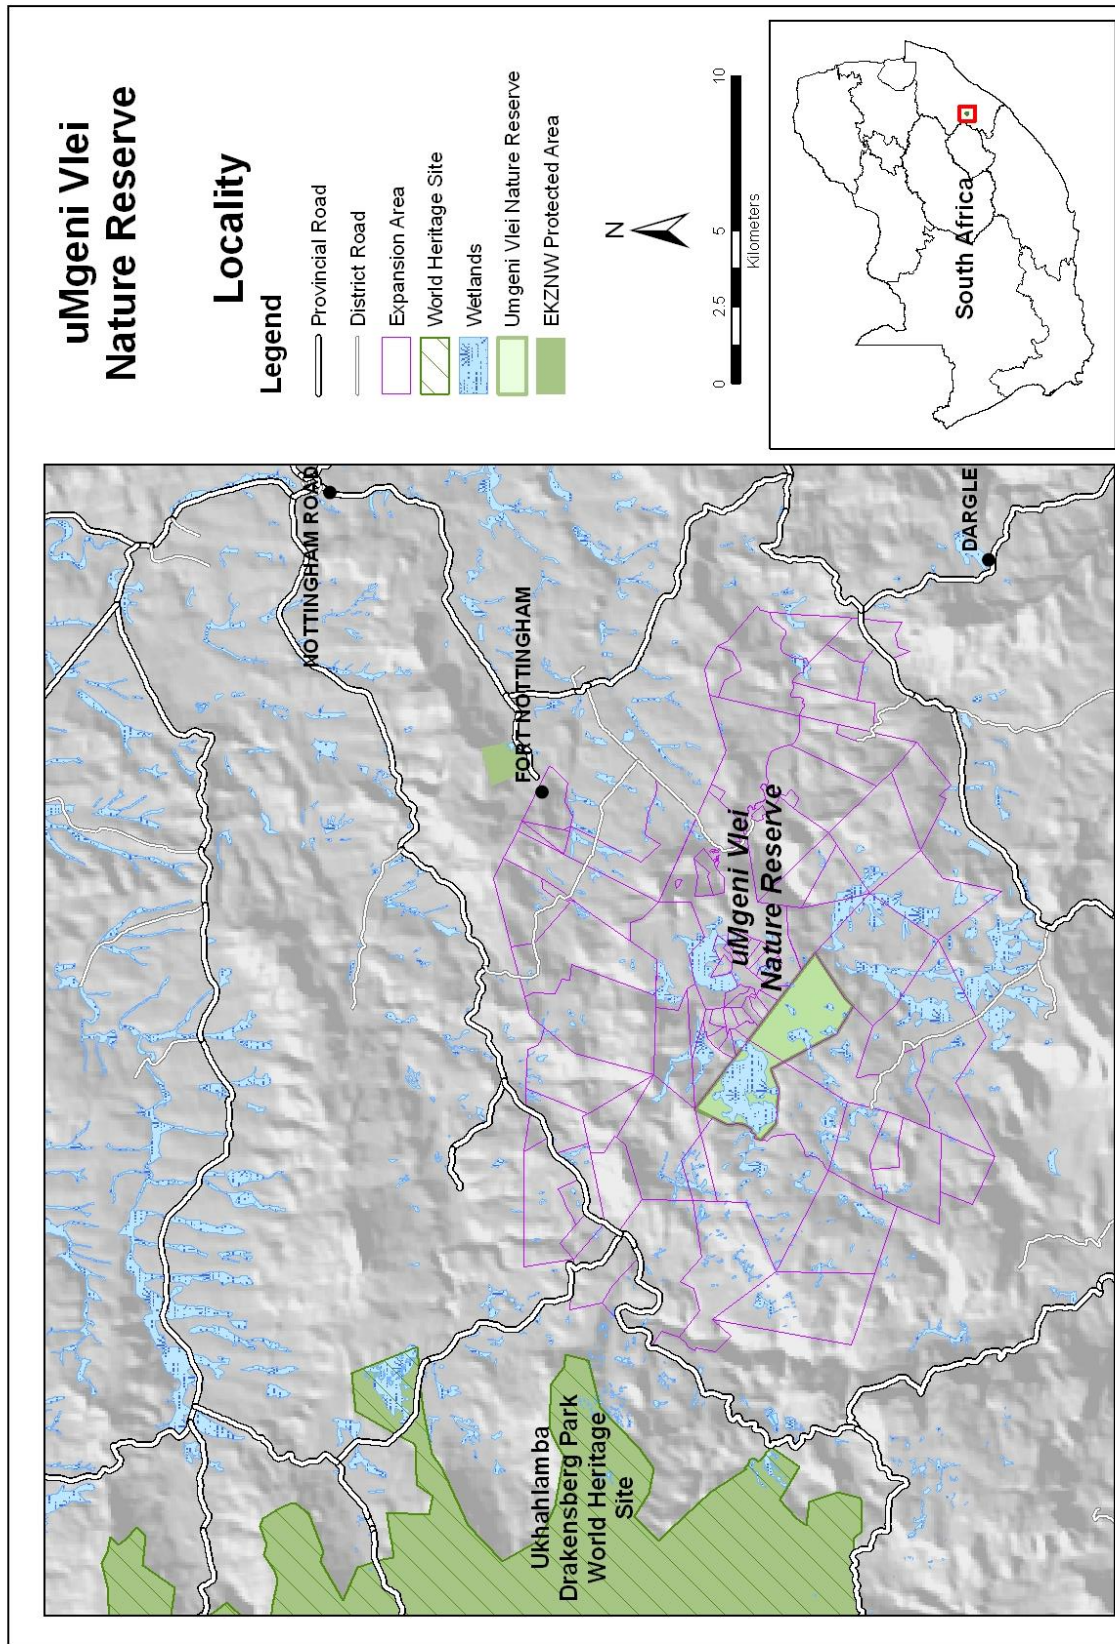 uMgeni Vlei
Nature Reserve
Locality
Legend
Provincial Road
District Road
Expansion Area
World Heritage Site
Wetlands
Umgeni Vlei Nature Reserve
EKZNW Protected Area
N
0 2.5 5 10
Kilometers
South Africa
NOTTINGHAM ROAD
FORT NOTTINGHAM
DARGLE
uMgeni Vlei
Nature Reserve
Ukhahlamba
Drakensberg Park
World Heritage
Site